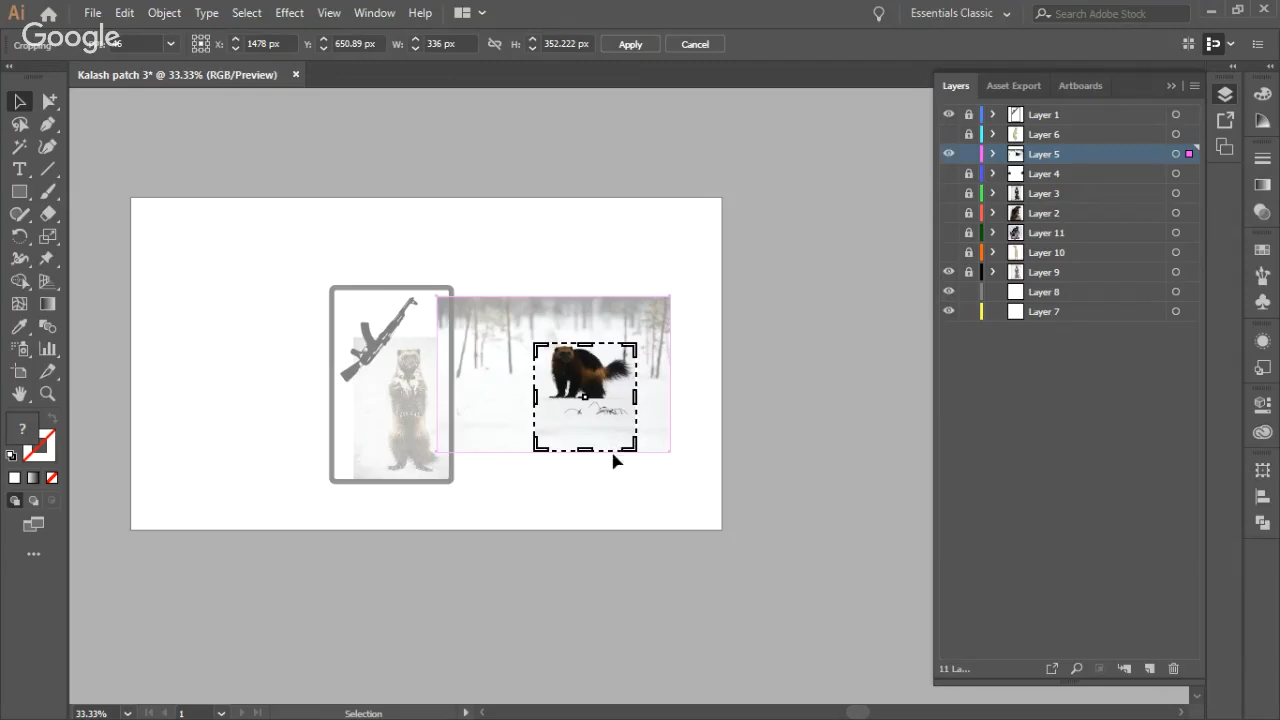 Ai File Edit Object Type Select Effect View Window Help Essentials Classic Search Adobe Stock
Google
Cropping X: 1478 px Y: 650.89 px W: 336 px H: 352.222 px Apply Cancel
Kalash patch 3* @ 33.33% (RGB/Preview)
Layers Asset Export Artboards
Layer 1
Layer 6
Layer 5
Layer 4
Layer 3
Layer 2
Layer 11
Layer 10
Layer 9
Layer 8
Layer 7
?
11 La...
33.33% 1 Selection